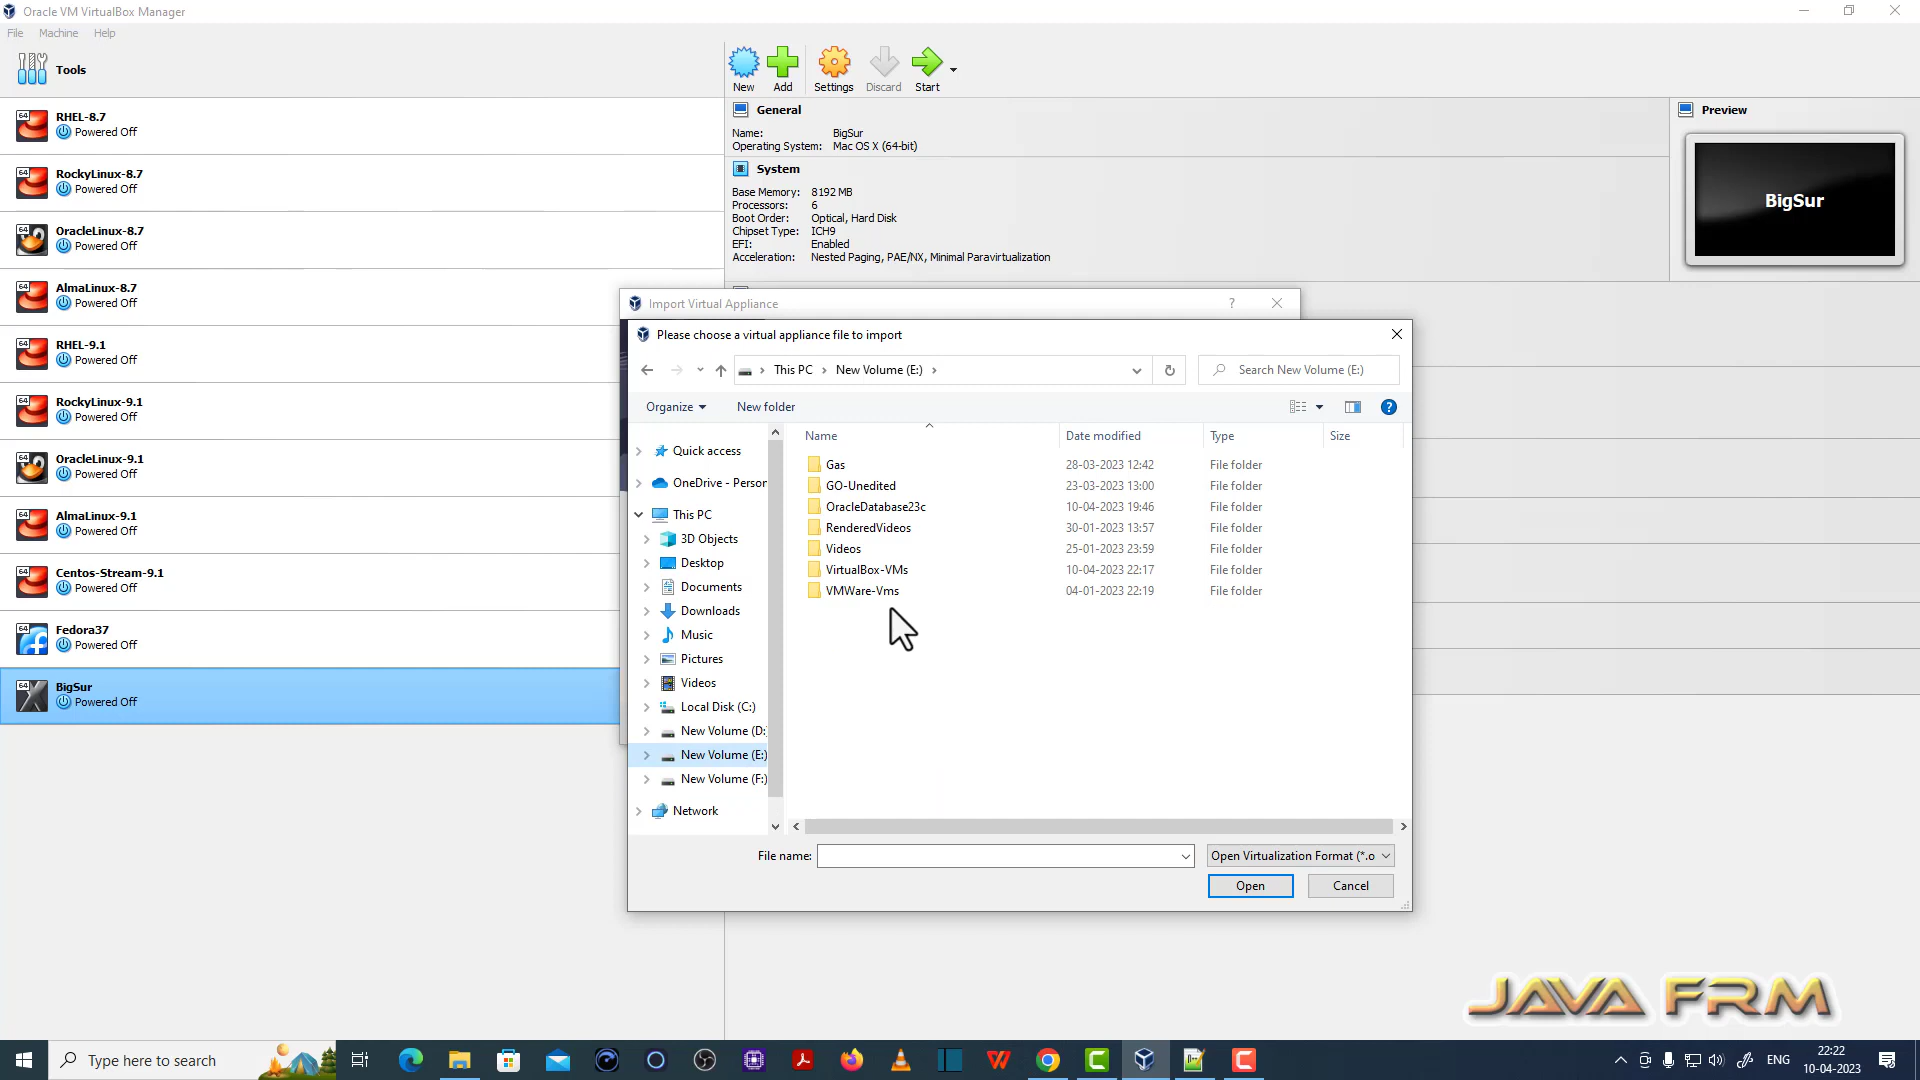 Oracle VM VirtualBox Manager
File Machine Help
Tools
New Add Settings Discard Start
RHEL-8.7
Powered Off
RockyLinux-8.7
Powered Off
OracleLinux-8.7
Powered Off
AlmaLinux-8.7
Powered Off
RHEL-9.1
Powered Off
RockyLinux-9.1
Powered Off
OracleLinux-9.1
Powered Off
AlmaLinux-9.1
Powered Off
Centos-Stream-9.1
Powered Off
Fedora37
Powered Off
BigSur
Powered Off
General
Name: BigSur
Operating System: Mac OS X (64-bit)
System
Base Memory: 8192 MB
Processors: 6
Boot Order: Optical, Hard Disk
Chipset Type: ICH9
EFI: Enabled
Acceleration: Nested Paging, PAE/NX, Minimal Paravirtualization
Preview
BigSur
Import Virtual Appliance
Please choose a virtual appliance file to import
This PC New Volume (E:)
Search New Volume (E:)
Organize New folder
Quick access
OneDrive - Person
This PC
3D Objects
Desktop
Documents
Downloads
Music
Pictures
Videos
Local Disk (C:)
New Volume (D:
New Volume (E:)
New Volume (F:)
Network
Name Date modified Type Size
Gas 28-03-2023 12:42 File folder
GO-Unedited 23-03-2023 13:00 File folder
OracleDatabase23c 10-04-2023 19:46 File folder
RenderedVideos 30-01-2023 13:57 File folder
Videos 25-01-2023 23:59 File folder
VirtualBox-VMs 10-04-2023 22:17 File folder
VMWare-Vms 04-01-2023 22:19 File folder
File name: Open Virtualization Format (*.o
Open Cancel
JAVA FRM
Type here to search
ENG
22:22
10-04-2023